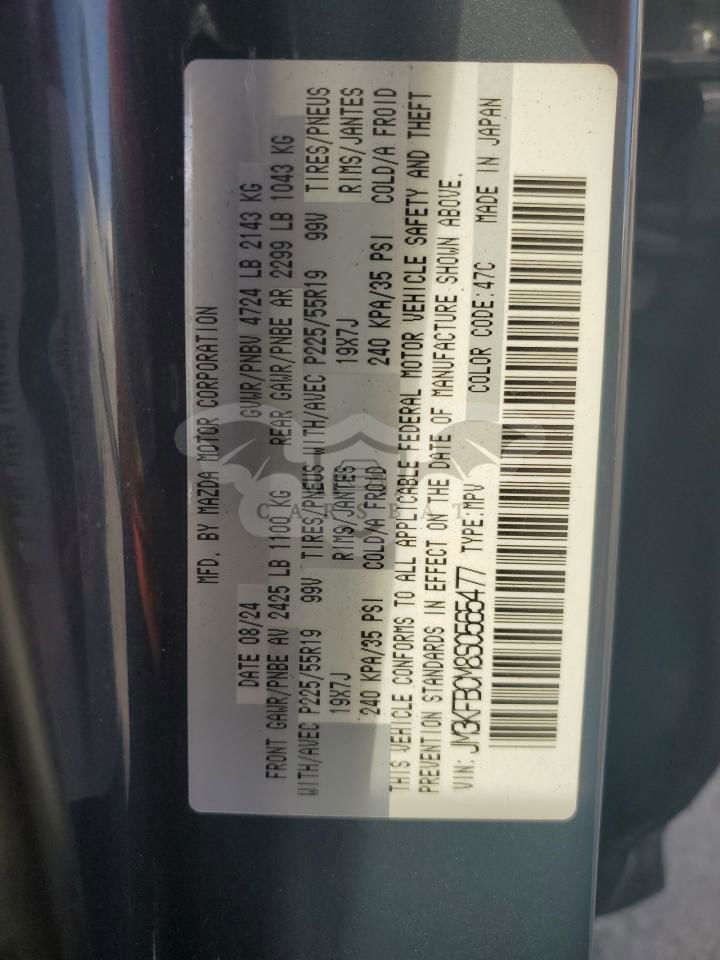 MFD. BY MAZDA MOTOR CORPORATION
DATE 08/24 GVWR/PNBV 4724 LB 2143 KG
FRONT GAWR/PNBE AV 2425 LB 1100 KG REAR GAWR/PNBE AR 2299 LB 1043 KG
WITH/AVEC P225/55R19 99V TIRES/PNEUS WITH/AVEC P225/55R19 99V TIRES/PNEUS
19X7J RIMS/JANTES 19X7J RIMS/JANTES
240 KPA/35 PSI COLD/A FROID 240 KPA/35 PSI COLD/A FROID
THIS VEHICLE CONFORMS TO ALL APPLICABLE FEDERAL MOTOR VEHICLE SAFETY AND THEFT
PREVENTION STANDARDS IN EFFECT ON THE DATE OF MANUFACTURE SHOWN ABOVE.
VIN: JM3KFBCM8S0565477 TYPE:MPV COLOR CODE:47C MADE IN JAPAN
CARSBAT